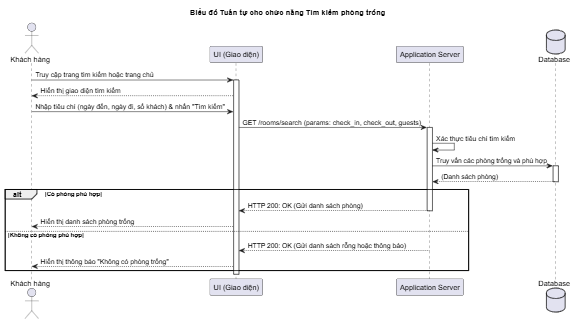 Biểu đồ Tuần tự cho chức năng Tìm kiếm phòng trống
Khách hàng
UI (Giao diện)
Application Server
Database
Truy cập trang tìm kiếm hoặc trang chủ
Hiển thị giao diện tìm kiếm
Nhập tiêu chí (ngày đến, ngày đi, số khách) & nhấn "Tìm kiếm"
GET /rooms/search (params: check_in, check_out, guests)
Xác thực tiêu chí tìm kiếm
Truy vấn các phòng trống và phù hợp
(Danh sách phòng)
alt
[Có phòng phù hợp]
HTTP 200: OK (Gửi danh sách phòng)
Hiển thị danh sách phòng trống
[Không có phòng phù hợp]
HTTP 200: OK (Gửi danh sách rỗng hoặc thông báo)
Hiển thị thông báo "Không có phòng trống"
Khách hàng
UI (Giao diện)
Application Server
Database